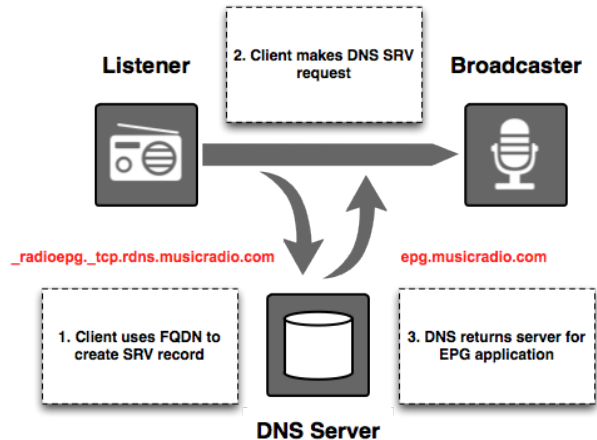 2. Client makes DNS SRV
request
Listener
Broadcaster
_radioepg._tcp.rdns.musicradio.com
epg.musicradio.com
1. Client uses FQDN to
create SRV record
3. DNS returns server for
EPG application
DNS Server